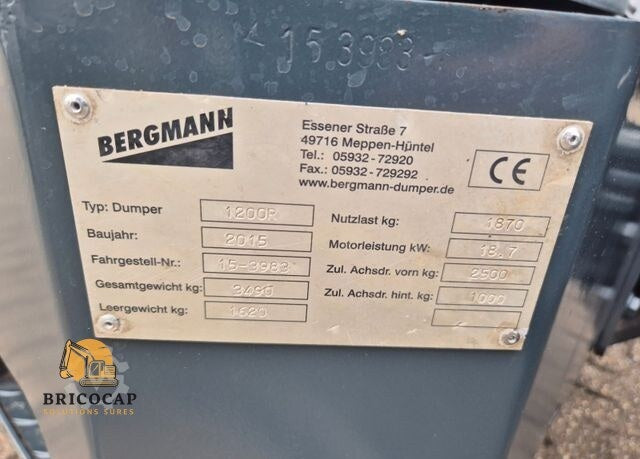 15 3983
BERGMANN
Essener Straße 7
49716 Meppen-Hüntel
Tel.: 05932-72920
Fax.: 05932-729292
www.bergmann-dumper.de
CE
Typ: Dumper 1200R
Baujahr: 2015
Fahrgestell-Nr.: 15-3983
Gesamtgewicht kg: 3490
Leergewicht kg: 1620
Nutzlast kg: 1870
Motorleistung kW: 18.7
Zul. Achsdr. vorn kg: 2500
Zul. Achsdr. hint. kg: 1000
BRICOCAP
SOLUTIONS SÛRES